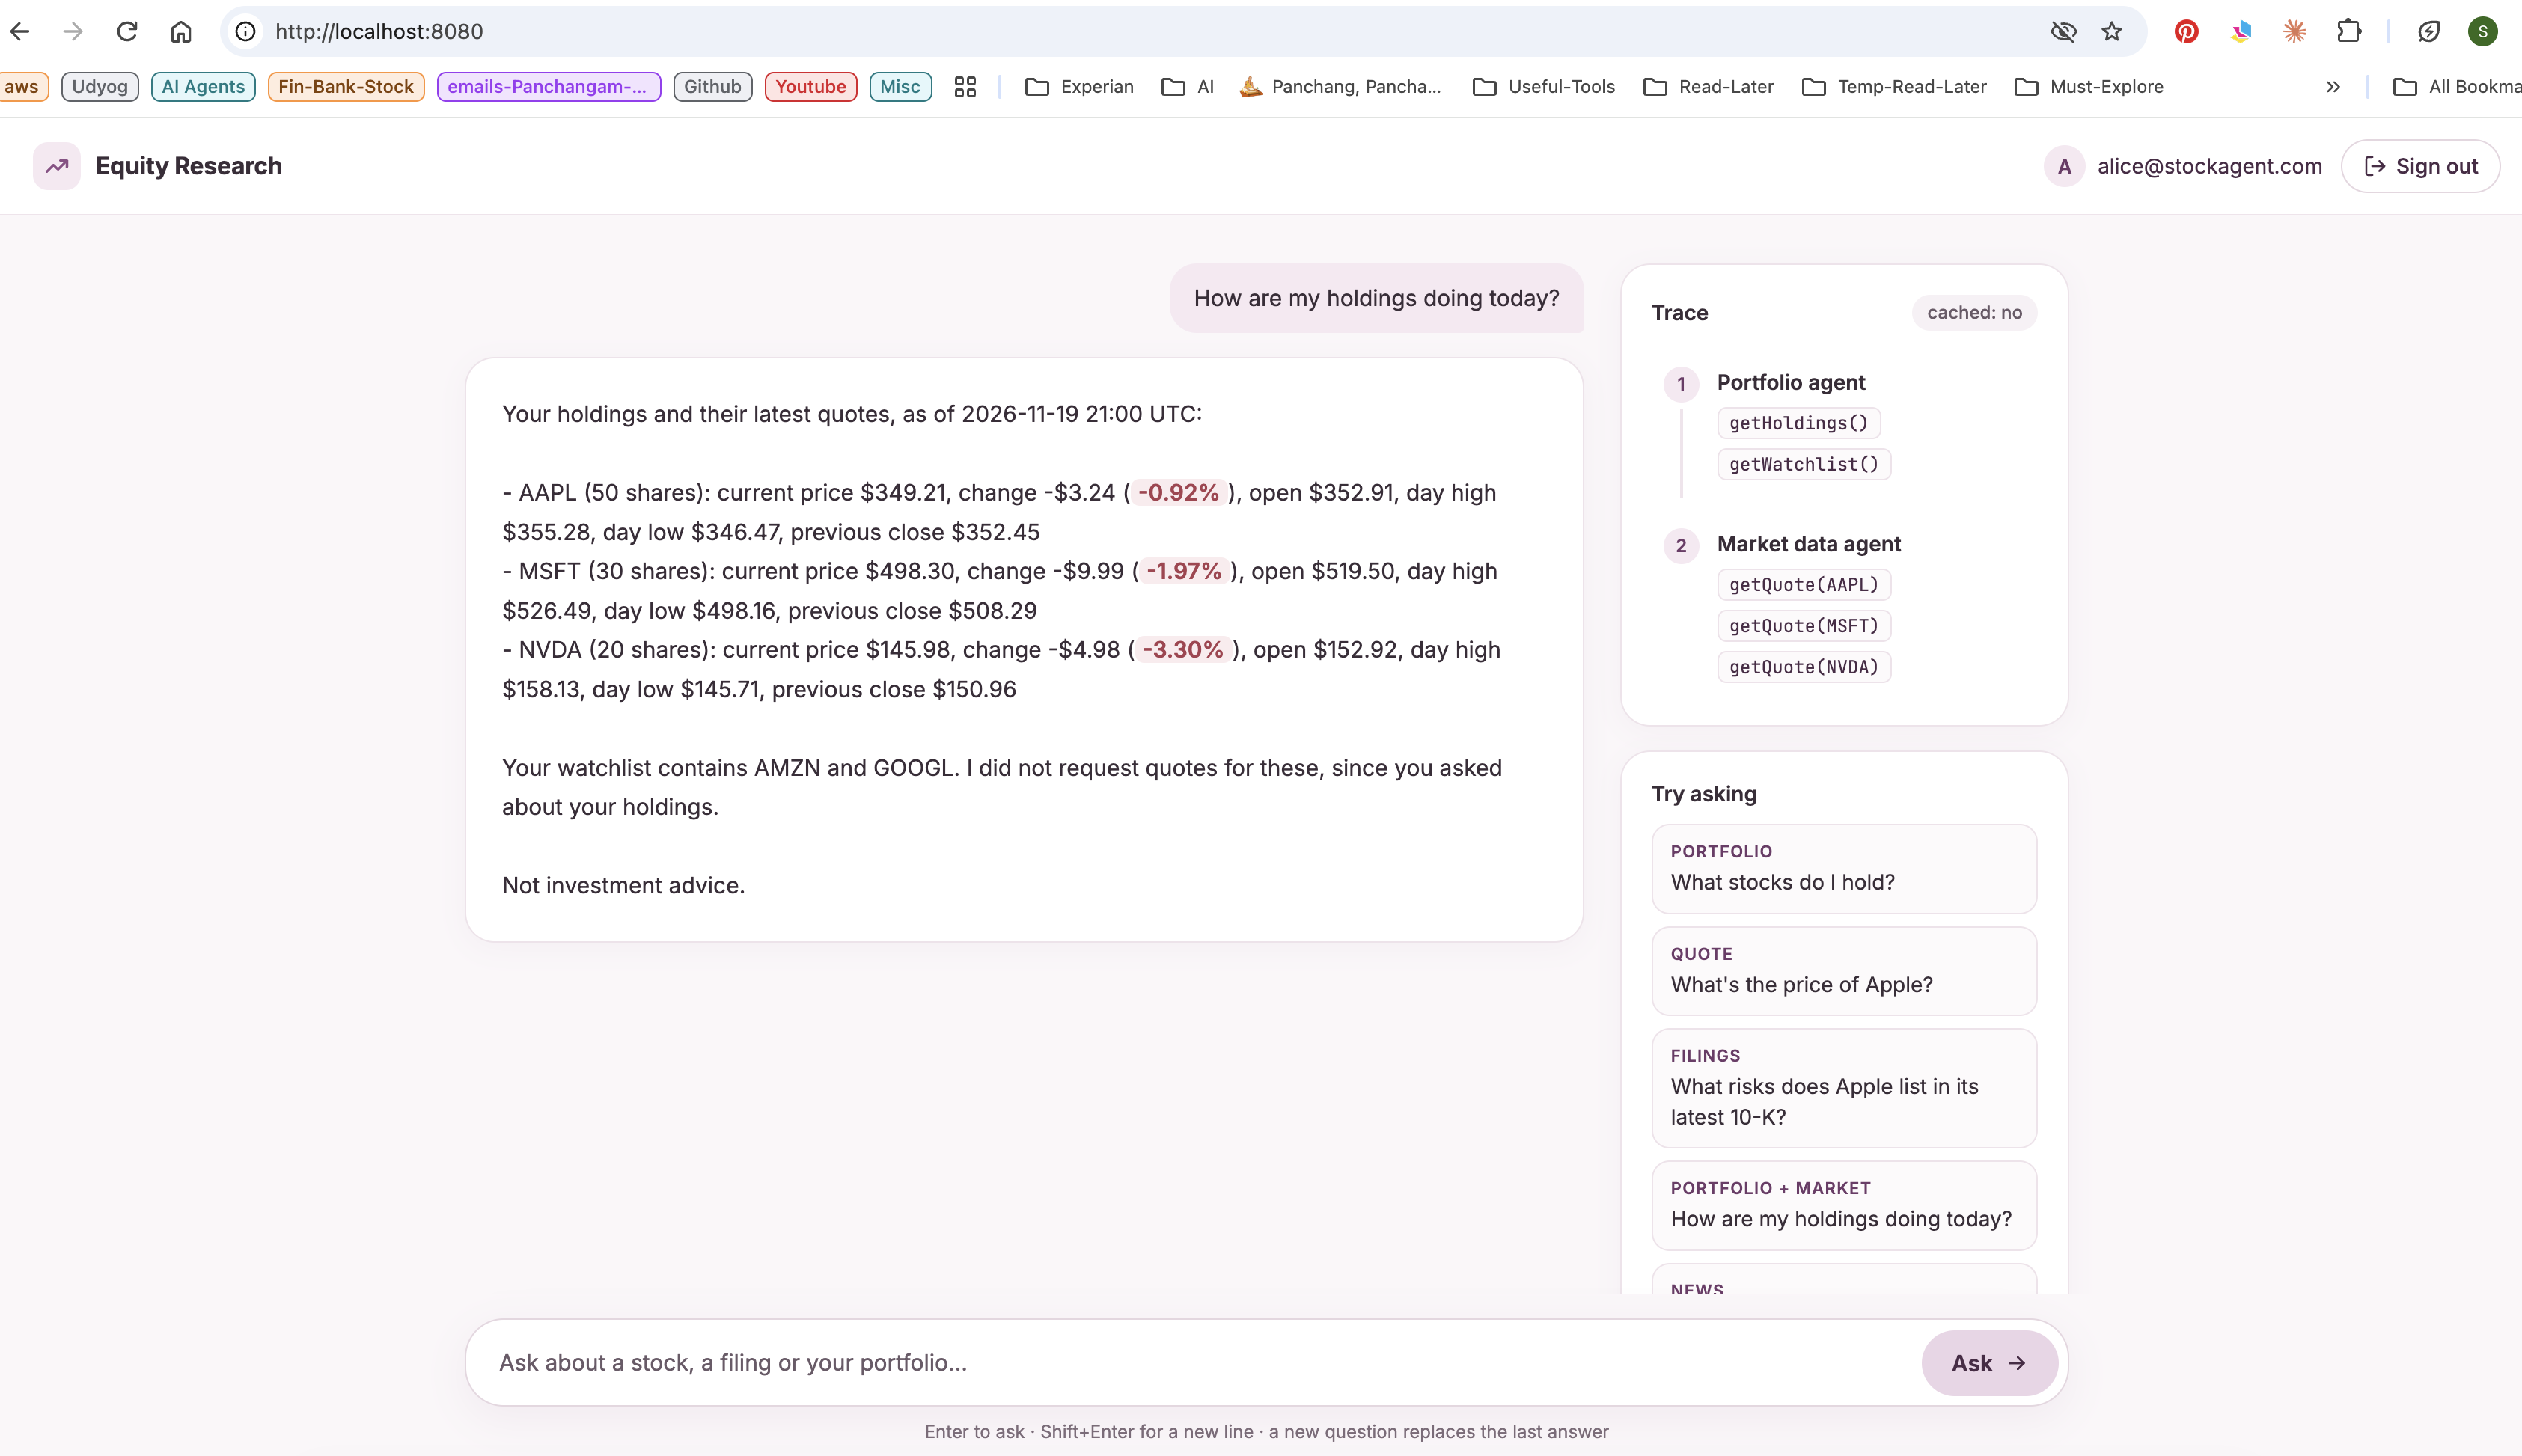 http://localhost:8080
S
aws
Udyog
AI Agents
Fin-Bank-Stock
emails-Panchangam-...
Github
Youtube
Misc
Experian
AI
Panchang, Pancha...
Useful-Tools
Read-Later
Temp-Read-Later
Must-Explore
»
All Bookma
Equity Research
A
alice@stockagent.com
Sign out
How are my holdings doing today?
Your holdings and their latest quotes, as of 2026-11-19 21:00 UTC:
- AAPL (50 shares): current price $349.21, change -$3.24 ( -0.92% ), open $352.91, day high
$355.28, day low $346.47, previous close $352.45
- MSFT (30 shares): current price $498.30, change -$9.99 ( -1.97% ), open $519.50, day high
$526.49, day low $498.16, previous close $508.29
- NVDA (20 shares): current price $145.98, change -$4.98 ( -3.30% ), open $152.92, day high
$158.13, day low $145.71, previous close $150.96
Your watchlist contains AMZN and GOOGL. I did not request quotes for these, since you asked
about your holdings.
Not investment advice.
Trace
cached: no
1
Portfolio agent
getHoldings()
getWatchlist()
2
Market data agent
getQuote(AAPL)
getQuote(MSFT)
getQuote(NVDA)
Try asking
PORTFOLIO
What stocks do I hold?
QUOTE
What's the price of Apple?
FILINGS
What risks does Apple list in its
latest 10-K?
PORTFOLIO + MARKET
How are my holdings doing today?
NEWS
Ask about a stock, a filing or your portfolio...
Ask →
Enter to ask · Shift+Enter for a new line · a new question replaces the last answer